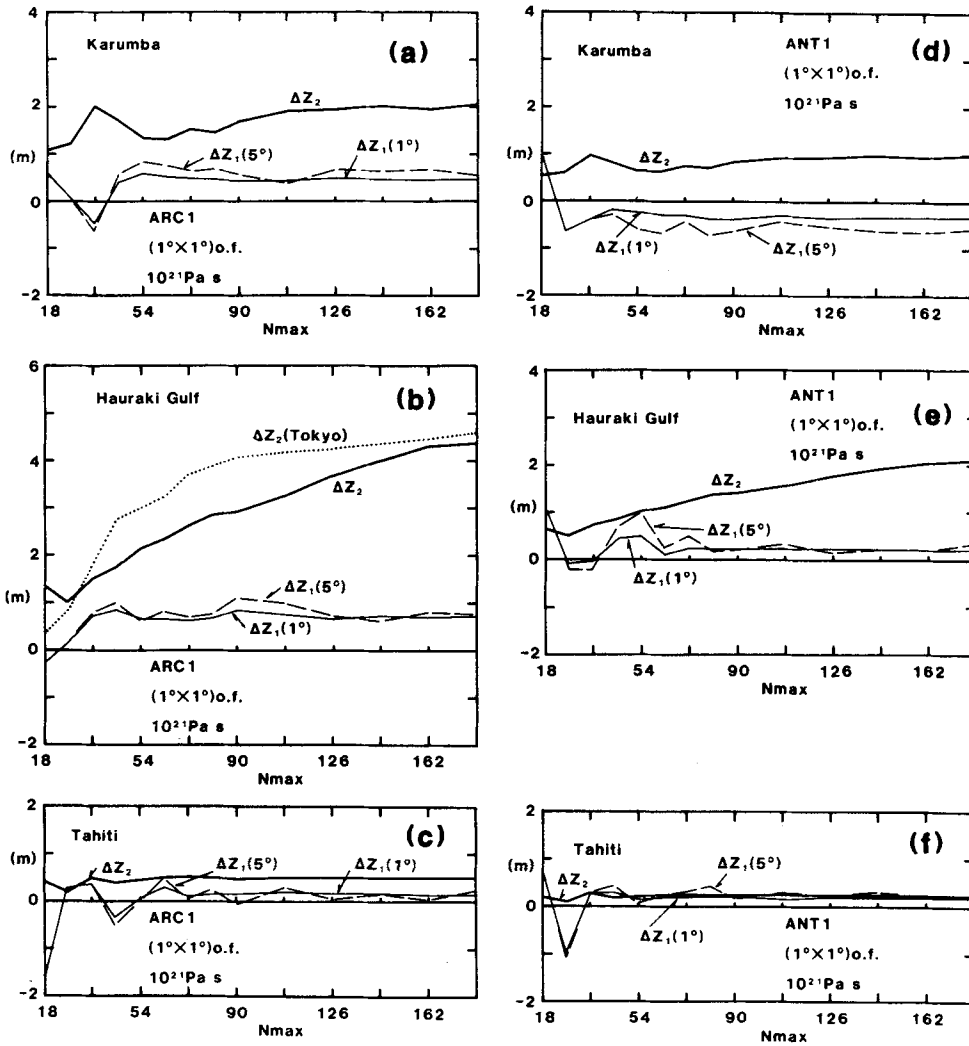 4
Karumba
(a)
ΔZ₂
2
(m)
ΔZ₁(5°)
ΔZ₁(1°)
0
ARC1
(1°×1°)o.f.
10²¹Pa s
-2
18 54 90 126 162
Nmax
6
Hauraki Gulf
(b)
ΔZ₂(Tokyo)
4
ΔZ₂
2
(m)
ΔZ₁(5°)
ΔZ₁(1°)
0
ARC1
(1°×1°)o.f.
10²¹Pa s
-2
18 54 90 126 162
Nmax
2
Tahiti
(c)
(m)
ΔZ₂
ΔZ₁(5°)
ΔZ₁(1°)
0
ARC1
(1°×1°)o.f.
10²¹Pa s
-2
18 54 90 126 162
Nmax
4
Karumba
ANT1
(d)
(1°×1°)o.f.
10²¹Pa s
2
(m)
ΔZ₂
0
ΔZ₁(1°)
ΔZ₁(5°)
-2
18 54 90 126 162
Nmax
4
ANT1
(e)
Hauraki Gulf
(1°×1°)o.f.
10²¹Pa s
2
(m)
ΔZ₂
ΔZ₁(5°)
ΔZ₁(1°)
0
-2
18 54 90 126 162
Nmax
2
Tahiti
(f)
(m)
ΔZ₂
ΔZ₁(5°)
0
ΔZ₁(1°)
ANT1
(1°×1°)o.f.
10²¹Pa s
-2
18 54 90 126 162
Nmax